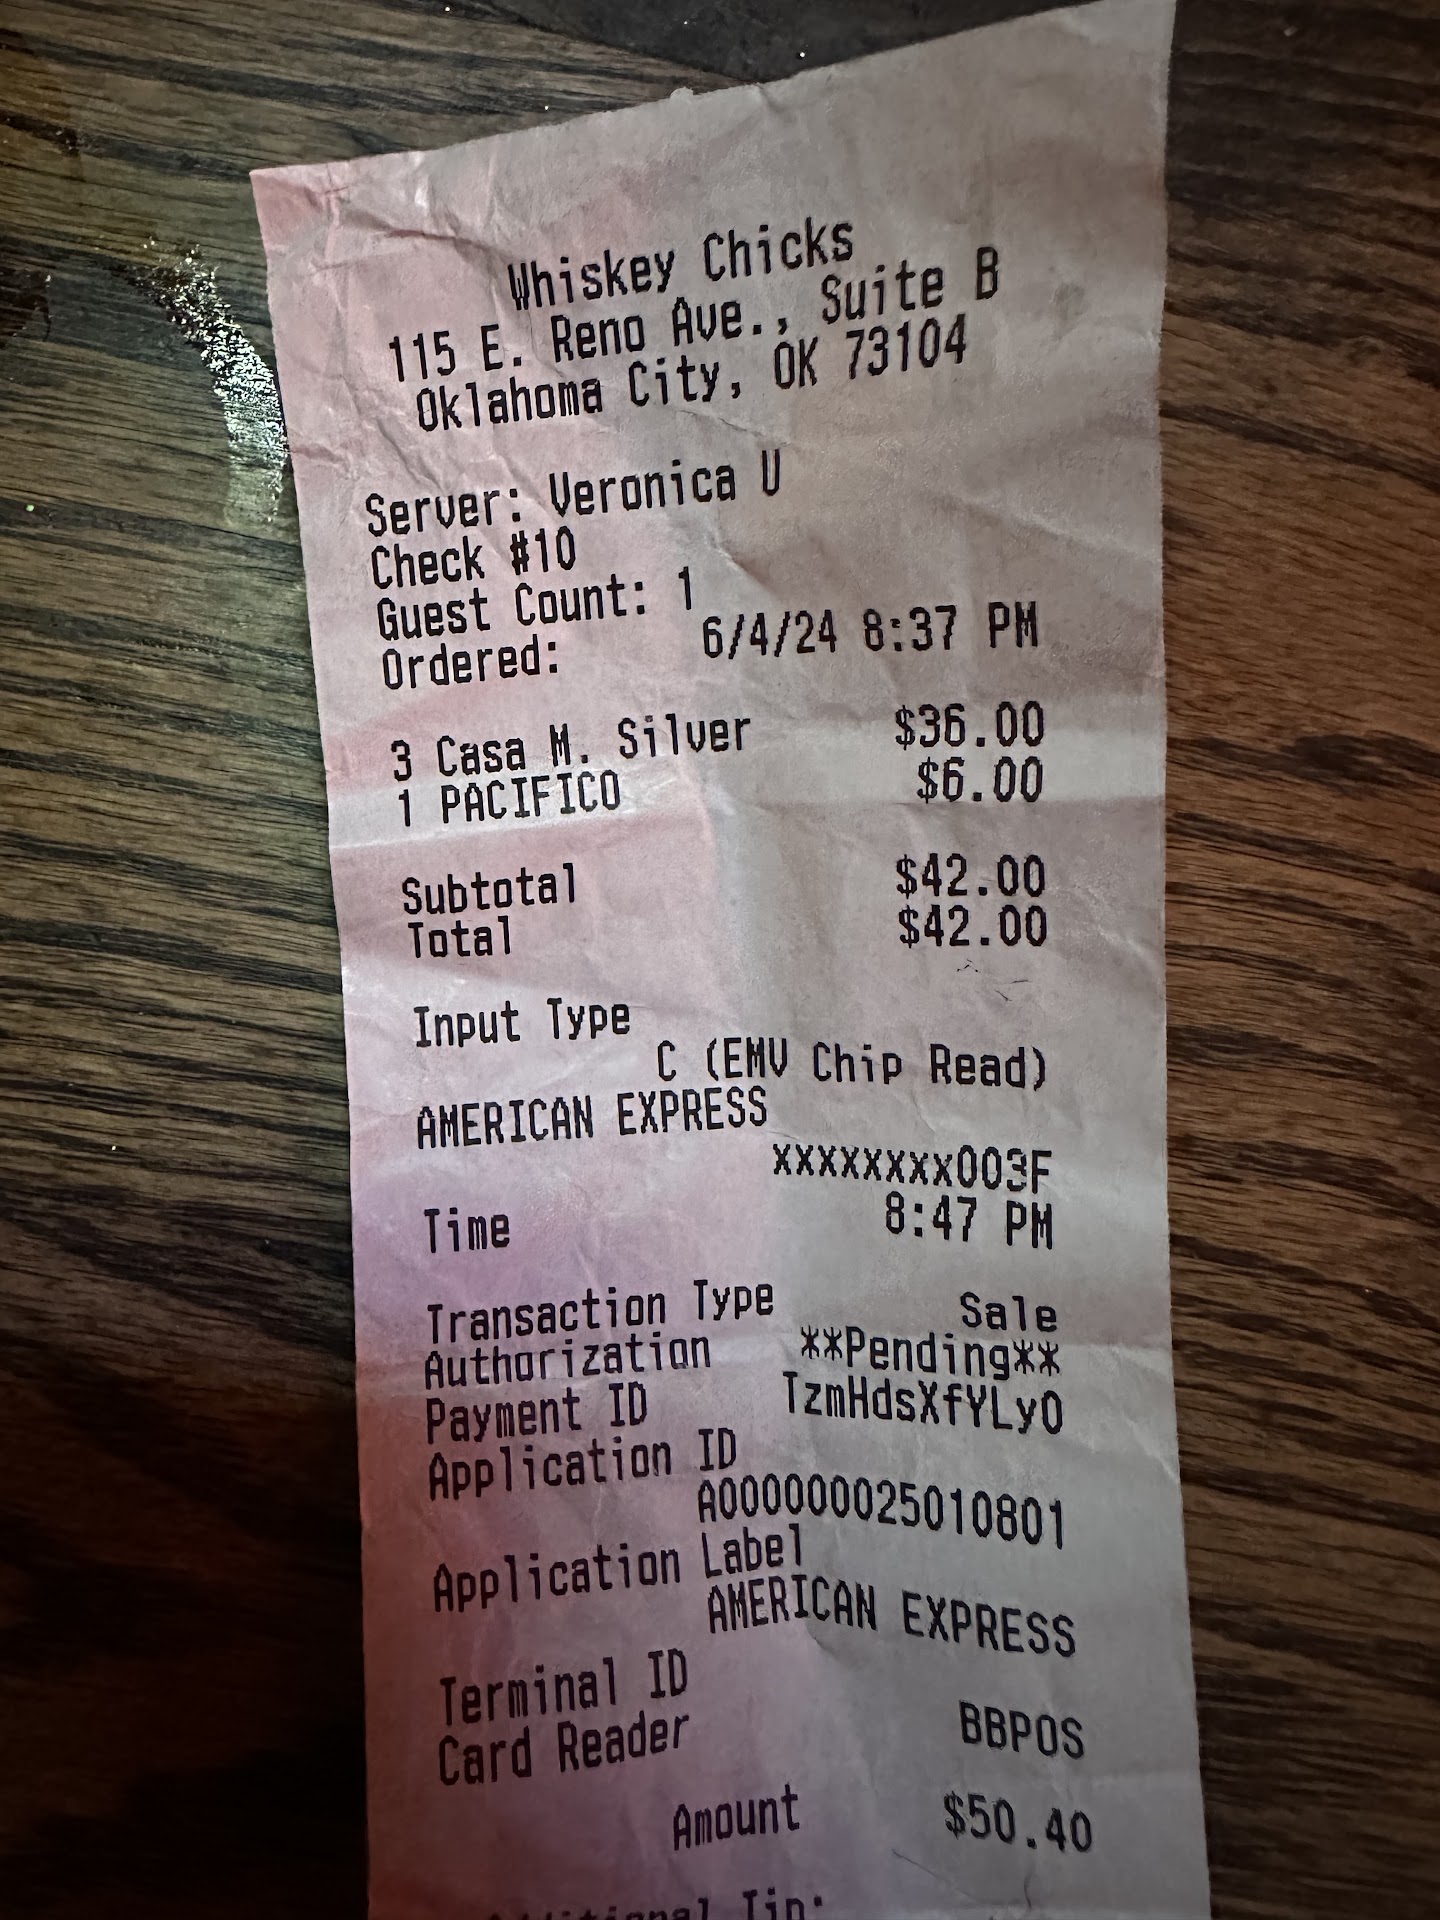 Whiskey Chicks
115 E. Reno Ave., Suite B
Oklahoma City, OK 73104
Server: Veronica U
Check #10
Guest Count: 1
Ordered: 6/4/24 8:37 PM
3 Casa M. Silver $36.00
1 PACIFICO $6.00
Subtotal $42.00
Total $42.00
Input Type
C (EMV Chip Read)
AMERICAN EXPRESS
xxxxxxxx003F
Time 8:47 PM
Transaction Type Sale
Authorization **Pending**
Payment ID TzmHdsXfYLyO
Application ID
A000000025010801
Application Label
AMERICAN EXPRESS
Terminal ID
Card Reader BBPOS
Amount $50.40
Additional Tip: